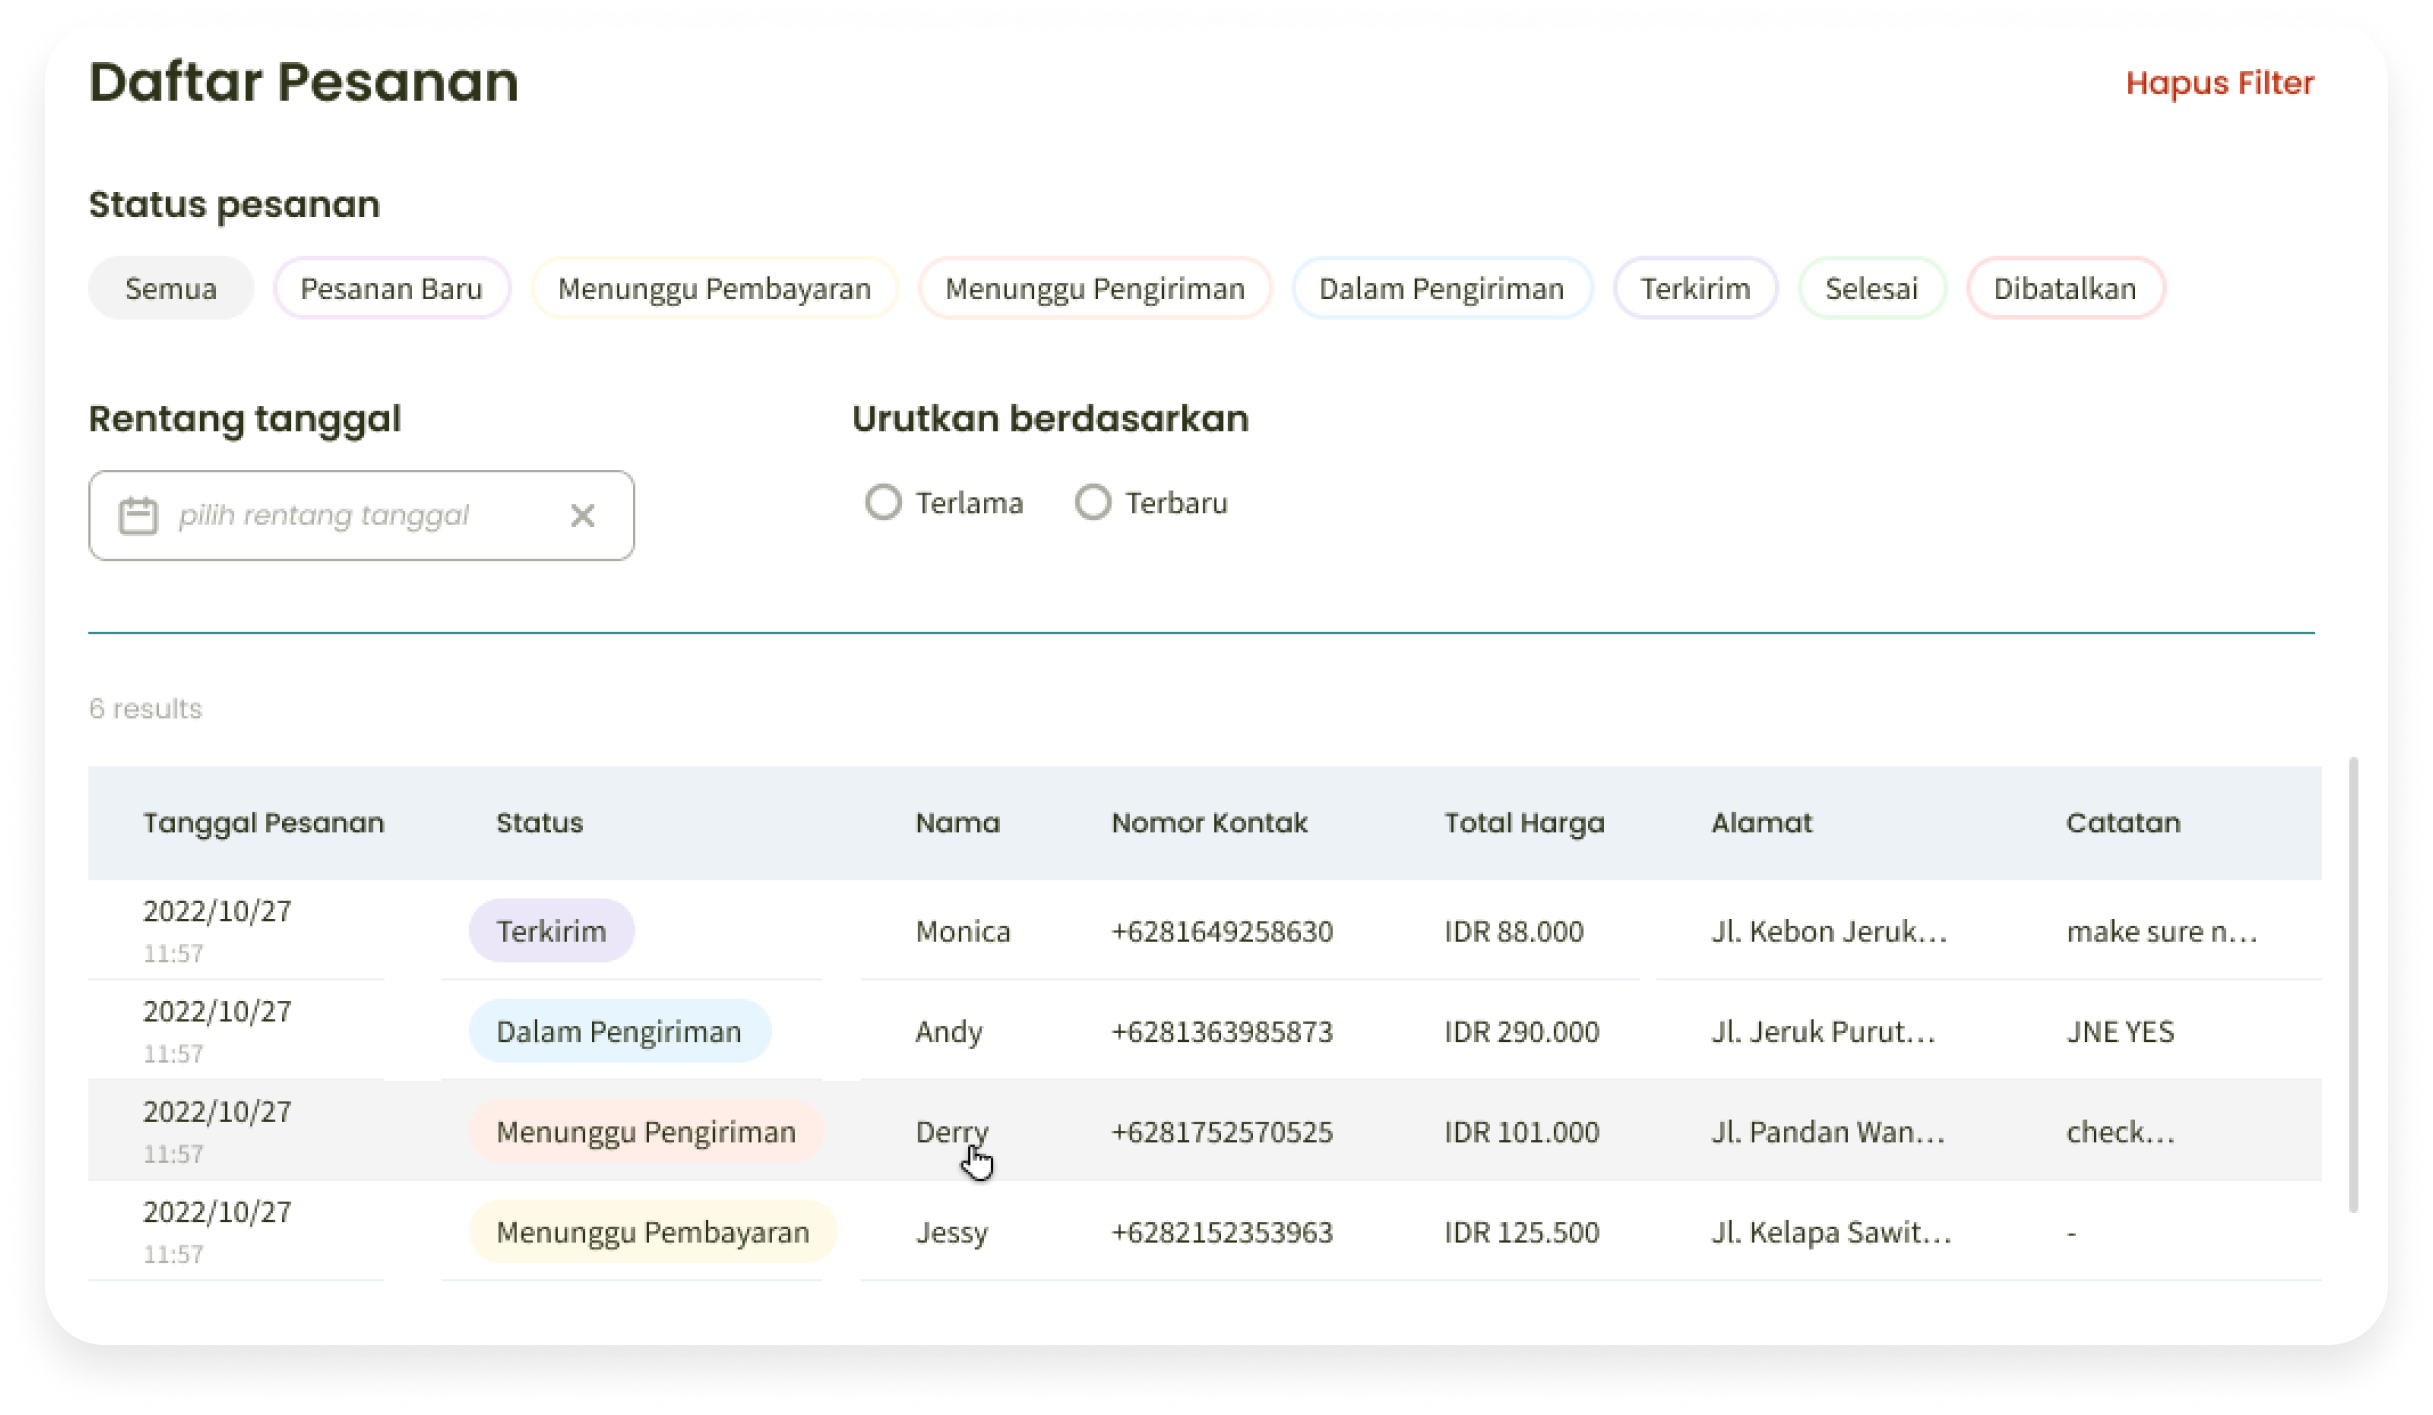 Daftar Pesanan
Hapus Filter
Status pesanan
Semua Pesanan Baru Menunggu Pembayaran Menunggu Pengiriman Dalam Pengiriman Terkirim Selesai Dibatalkan
Rentang tanggal
Urutkan berdasarkan
pilih rentang tanggal
Terlama Terbaru
6 results
Tanggal Pesanan Status Nama Nomor Kontak Total Harga Alamat Catatan
2022/10/27
11:57
Terkirim Monica +6281649258630 IDR 88.000 Jl. Kebon Jeruk... make sure n...
2022/10/27
11:57
Dalam Pengiriman Andy +6281363985873 IDR 290.000 Jl. Jeruk Purut... JNE YES
2022/10/27
11:57
Menunggu Pengiriman Derry +6281752570525 IDR 101.000 Jl. Pandan Wan... check...
2022/10/27
11:57
Menunggu Pembayaran Jessy +6282152353963 IDR 125.500 Jl. Kelapa Sawit... -